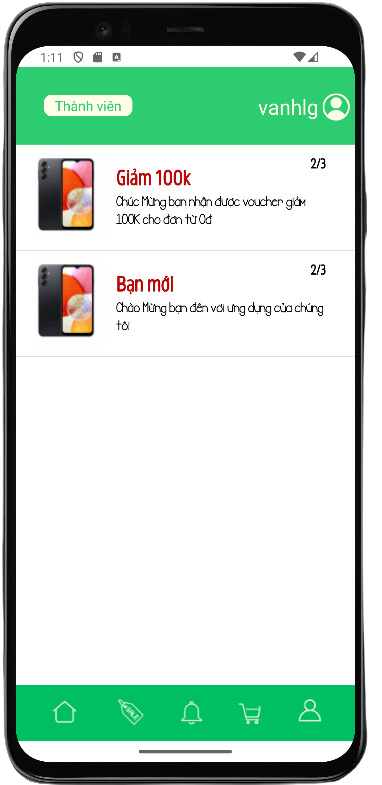 1:11
A
Thành viên
vanhlg
2/3
Giảm 100k
Chúc Mừng bạn nhận được voucher giảm
100K cho đơn từ 0đ
2/3
Bạn mới
Chào Mừng bạn đến với ứng dụng của chúng
tôi
SALE